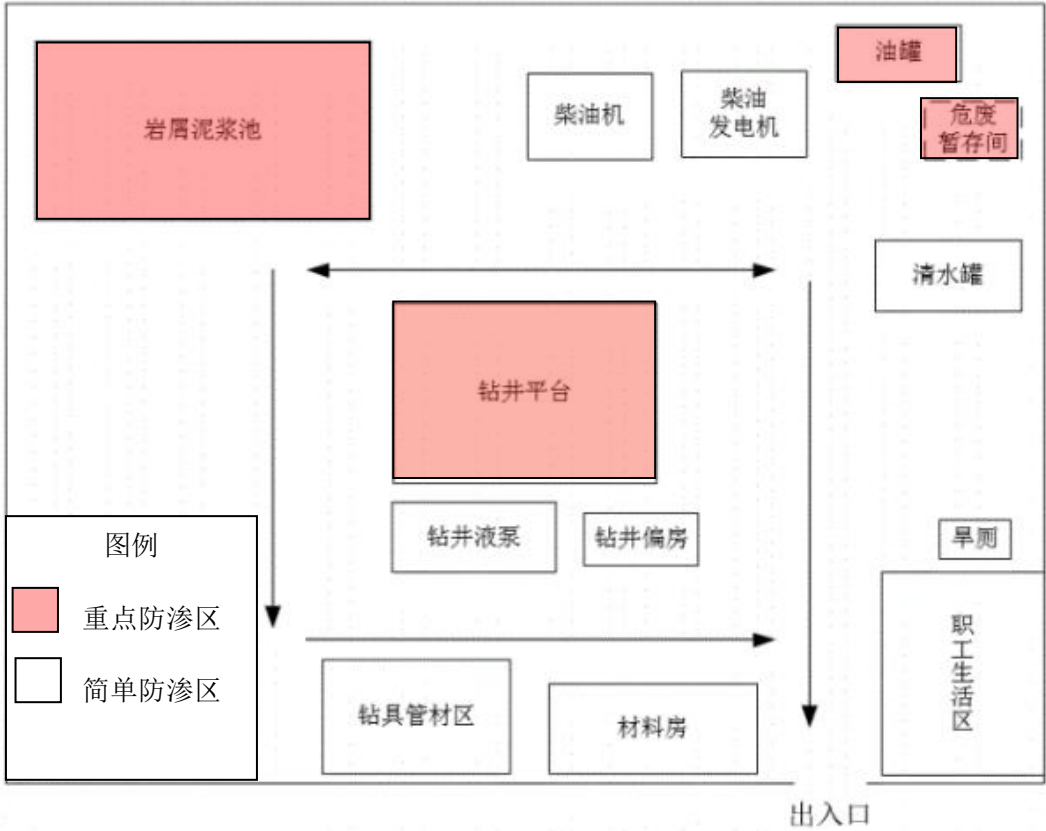 油罐
柴油机
柴油
发电机
危废
暂存间
岩屑泥浆池
清水罐
钻井平台
钻井液泵
钻井偏房
旱厕
图例
重点防渗区
简单防渗区
职工生活区
钻具管材区
材料房
出入口